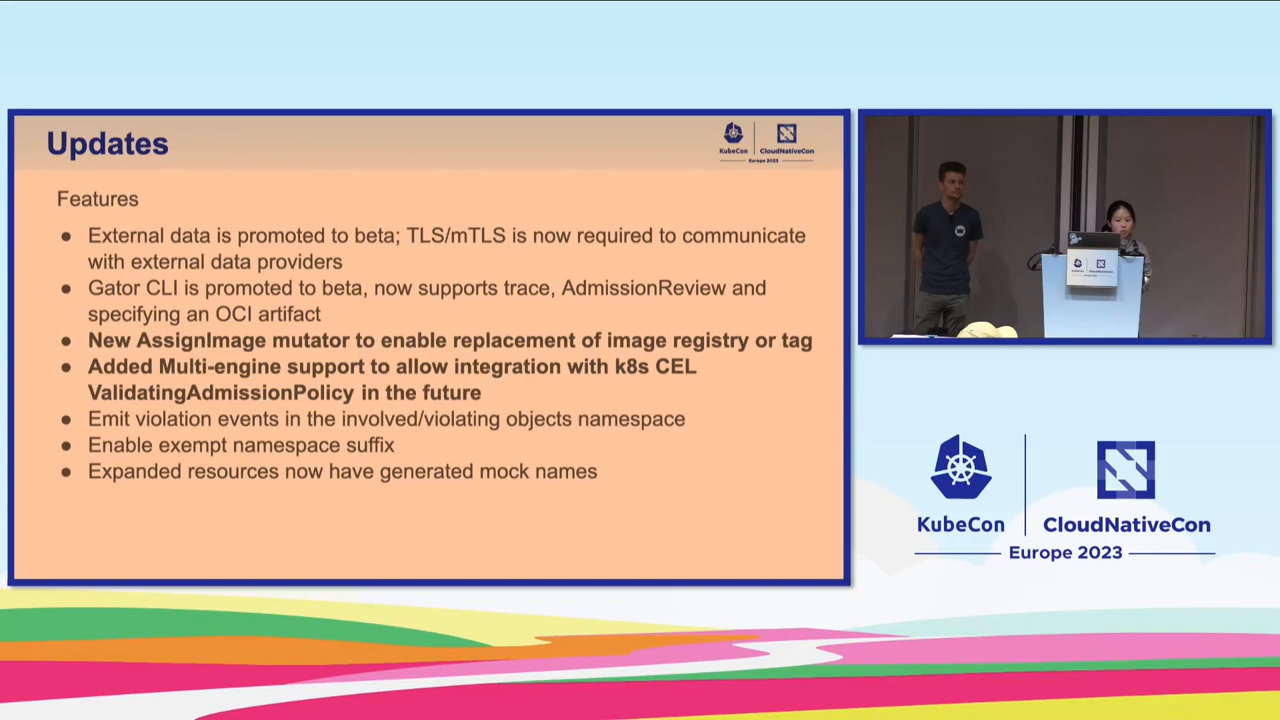 Updates
KubeCon
CloudNativeCon
Europe 2023
Features
● External data is promoted to beta; TLS/mTLS is now required to communicate
with external data providers
● Gator CLI is promoted to beta, now supports trace, AdmissionReview and
specifying an OCI artifact
● New AssignImage mutator to enable replacement of image registry or tag
● Added Multi-engine support to allow integration with k8s CEL
ValidatingAdmissionPolicy in the future
● Emit violation events in the involved/violating objects namespace
● Enable exempt namespace suffix
● Expanded resources now have generated mock names
KubeCon
CloudNativeCon
Europe 2023